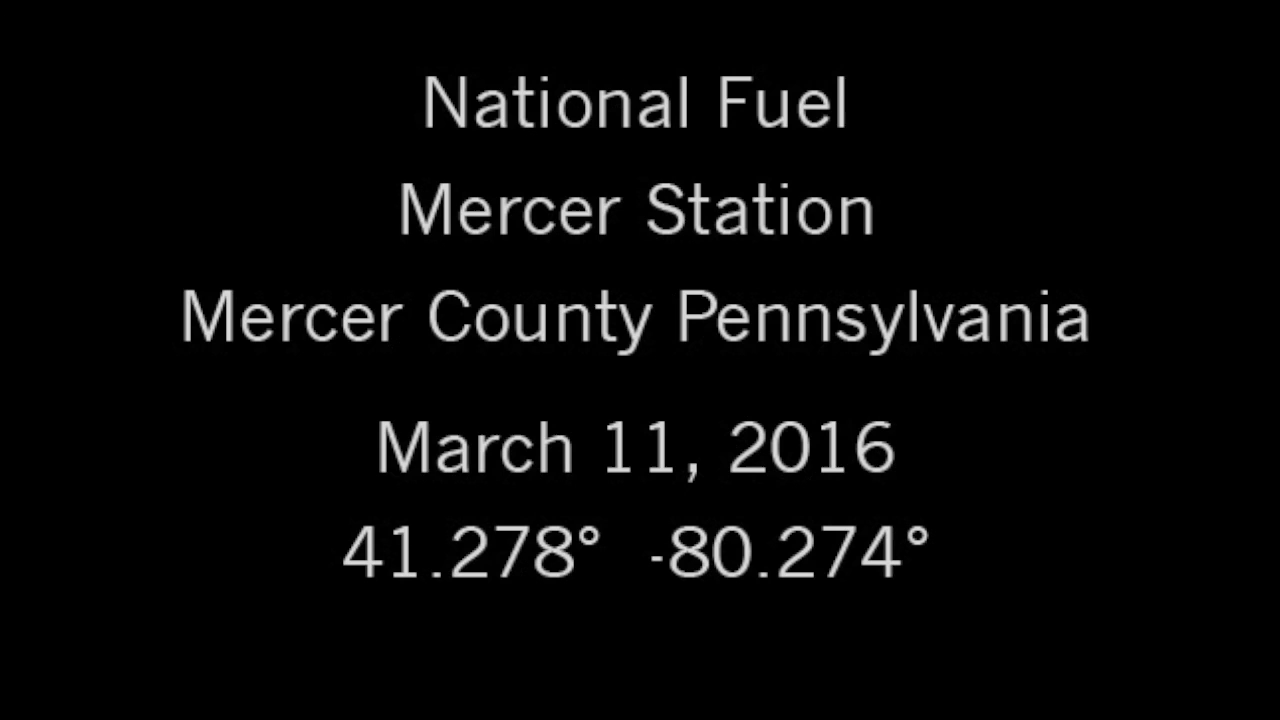 National Fuel
Mercer Station
Mercer County Pennsylvania
March 11, 2016
41.278° -80.274°